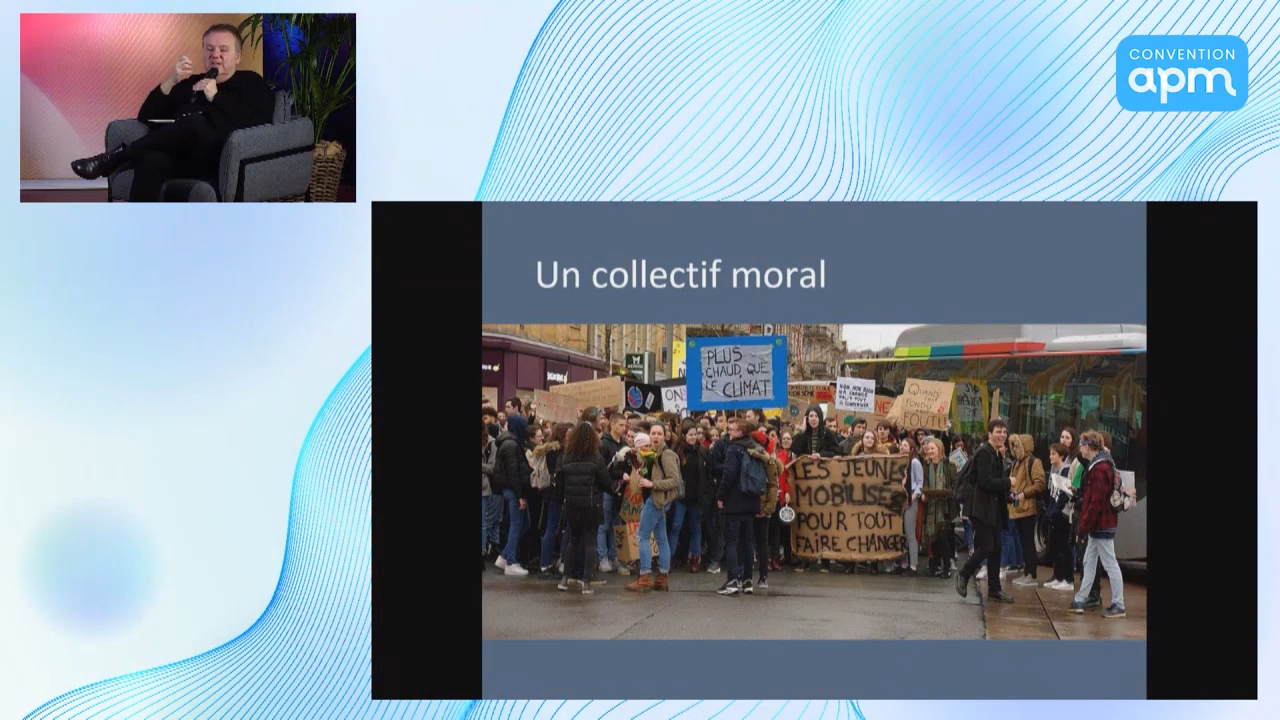 CONVENTION
apm
Un collectif moral
PLUS
CHAUD, QUE
LE CLIMAT
LES JEUNES
MOBILISÉS
POUR TOUT
FAIRE CHANGER